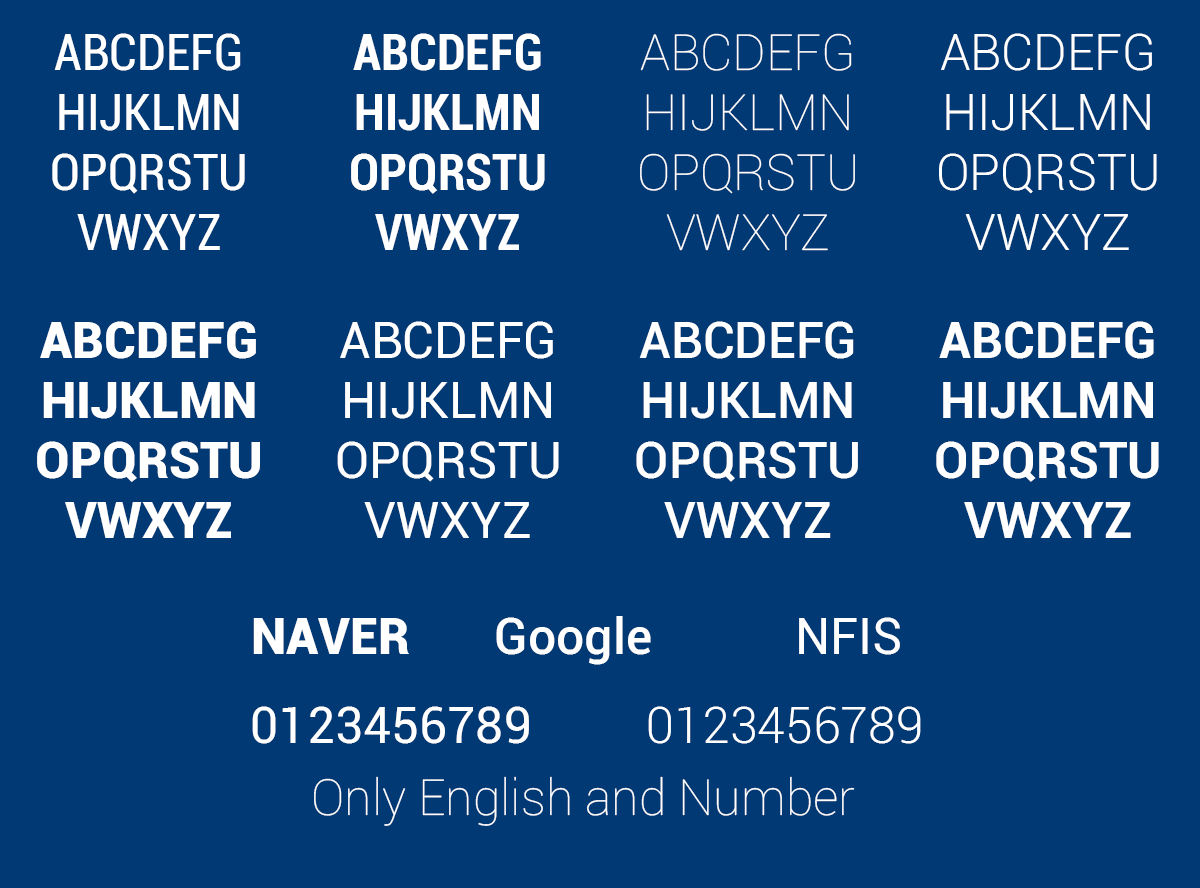 ABCDEFG
HIJKLMN
OPQRSTU
VWXYZ
ABCDEFG
HIJKLMN
OPQRSTU
VWXYZ
ABCDEFG
HIJKLMN
OPQRSTU
VWXYZ
ABCDEFG
HIJKLMN
OPQRSTU
VWXYZ
ABCDEFG
HIJKLMN
OPQRSTU
VWXYZ
ABCDEFG
HIJKLMN
OPQRSTU
VWXYZ
ABCDEFG
HIJKLMN
OPQRSTU
VWXYZ
ABCDEFG
HIJKLMN
OPQRSTU
VWXYZ
NAVER Google NFIS
0123456789 0123456789
Only English and Number